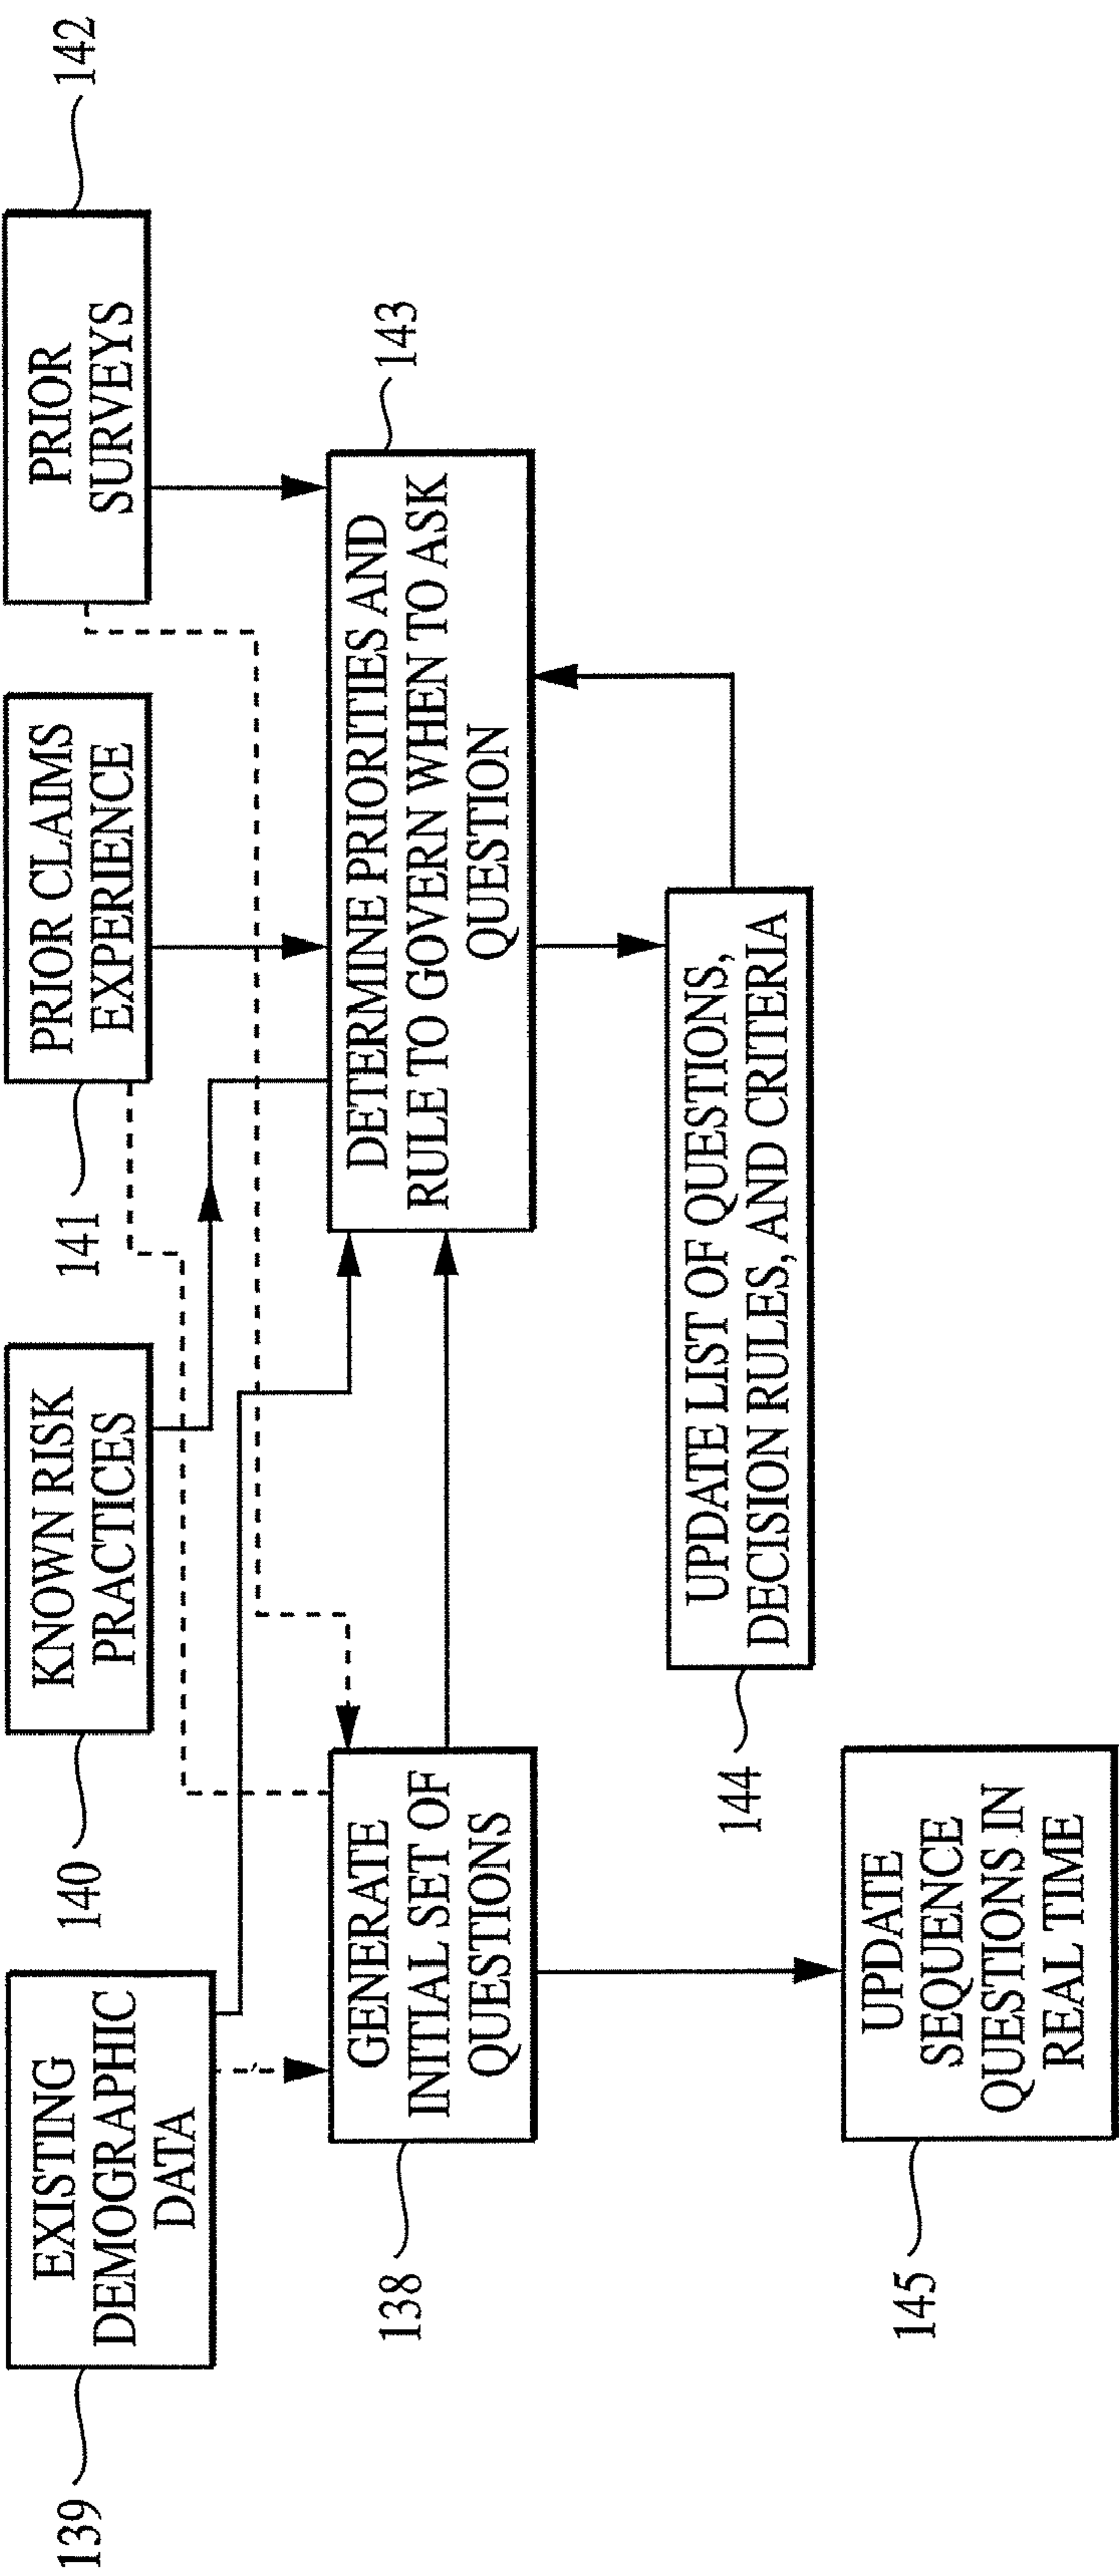 139
EXISTING
DEMOGRAPHIC
DATA
140
KNOWN RISK
PRACTICES
141
PRIOR CLAIMS
EXPERIENCE
142
PRIOR
SURVEYS
138
GENERATE
INITIAL SET OF
QUESTIONS
143
DETERMINE PRIORITIES AND
RULE TO GOVERN WHEN TO ASK
QUESTION
144
UPDATE LIST OF QUESTIONS,
DECISION RULES, AND CRITERIA
145
UPDATE
SEQUENCE
QUESTIONS IN
REAL TIME